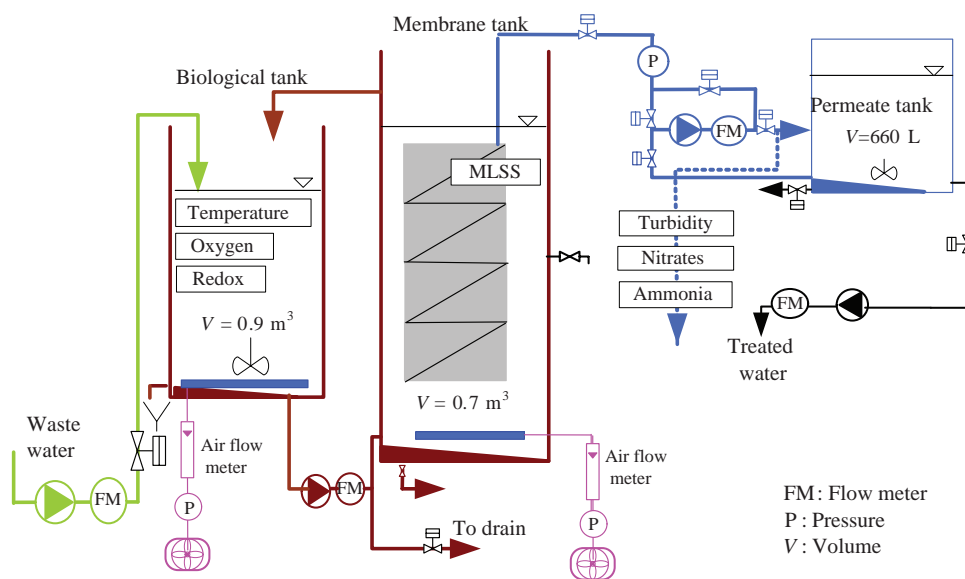 Membrane tank
Biological tank
P
FM
Permeate tank
V=660 L
MLSS
Temperature
Oxygen
Redox
Turbidity
Nitrates
Ammonia
V = 0.9 m³
FM
Treated
water
V = 0.7 m³
Waste
water
Air flow
meter
Air flow
meter
FM
FM
P
P
To drain
FM : Flow meter
P : Pressure
V : Volume